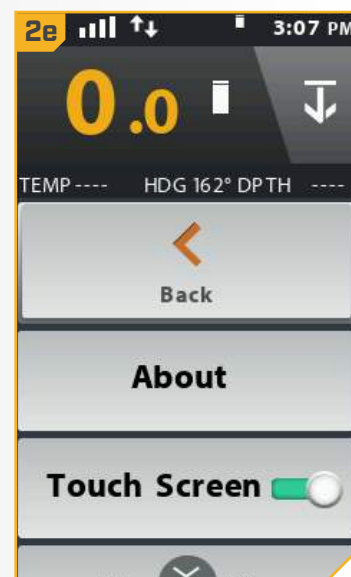 2e 3:07 PM
0.0
TEMP ---- HDG 162° DPTH ----
Back
About
Touch Screen